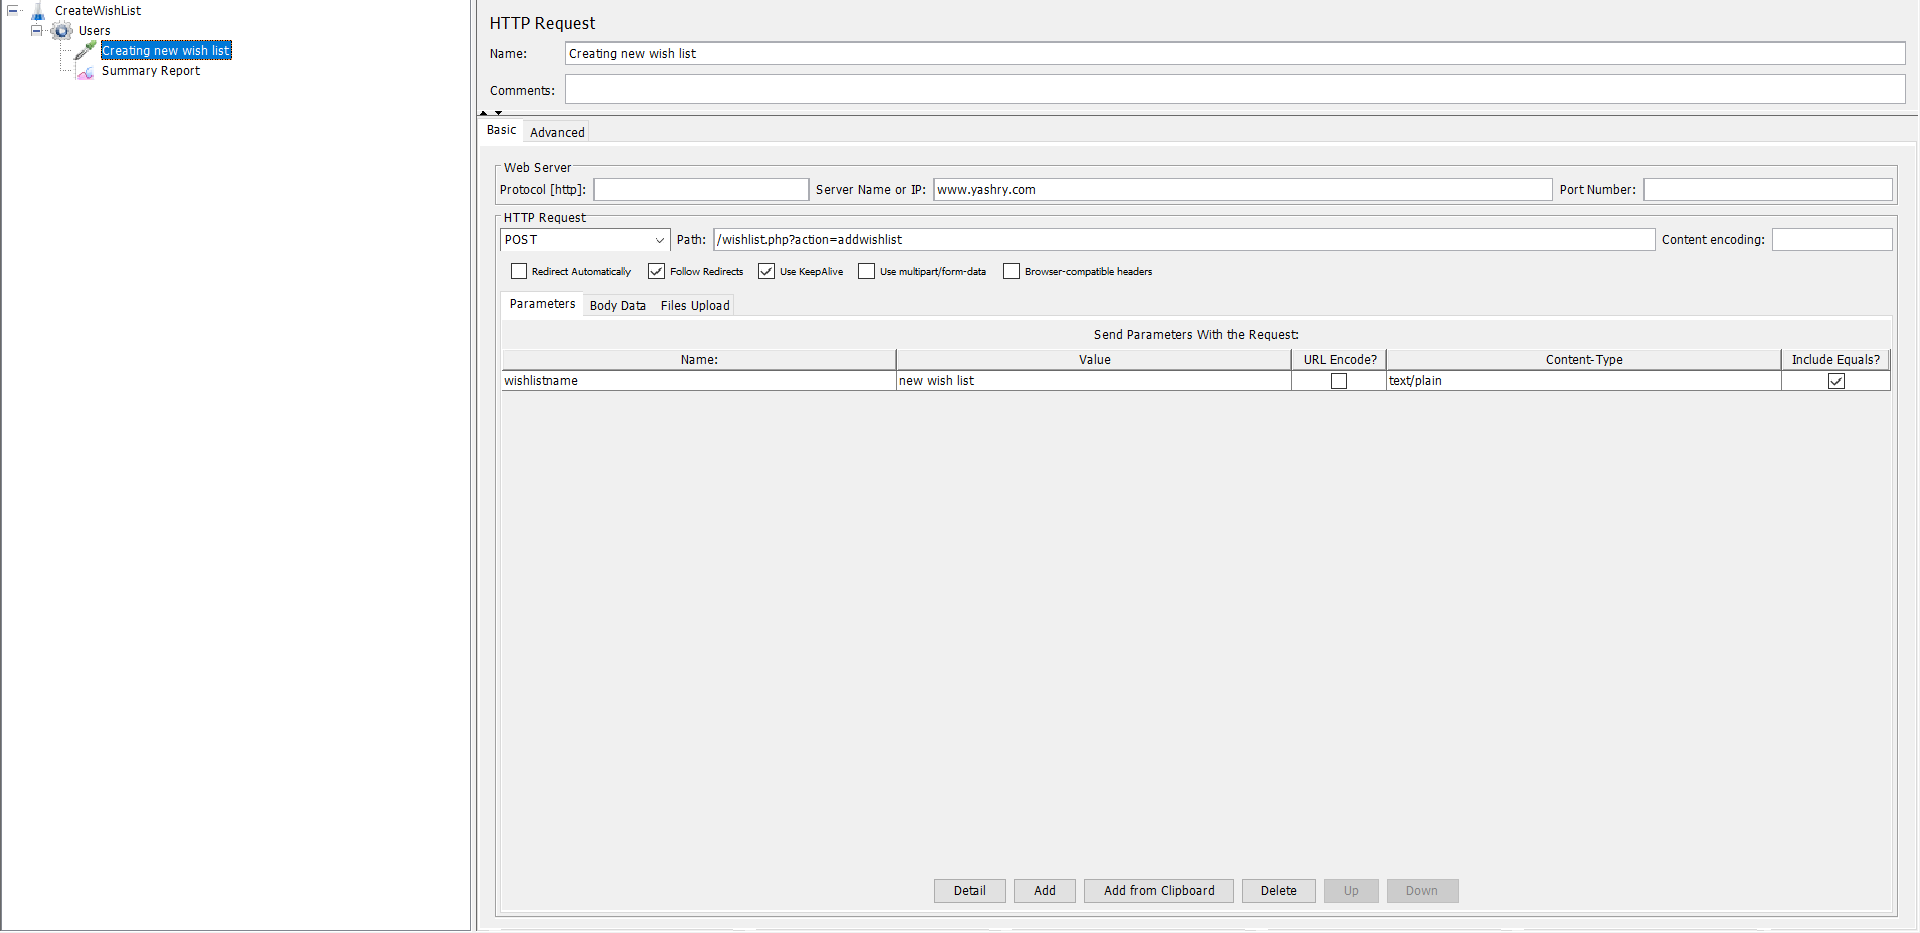 CreateWishList
Users
Creating new wish list
Summary Report
HTTP Request
Name: Creating new wish list
Comments:
Basic Advanced
Web Server
Protocol [http]: Server Name or IP: www.yashry.com Port Number:
HTTP Request
POST Path: /wishlist.php?action=addwishlist Content encoding:
Redirect Automatically Follow Redirects Use KeepAlive Use multipart/form-data Browser-compatible headers
Parameters Body Data Files Upload
Send Parameters With the Request:
Name: Value URL Encode? Content-Type Include Equals?
wishlistname new wish list text/plain
Detail Add Add from Clipboard Delete Up Down